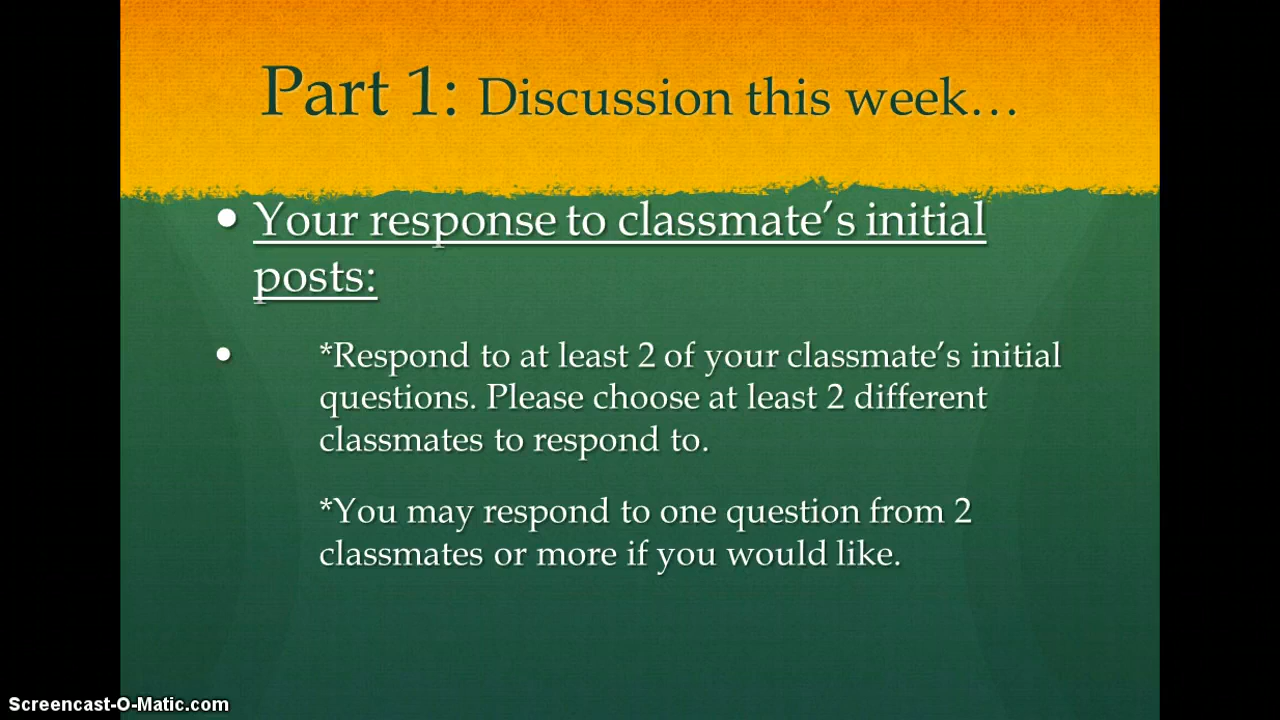 Part 1: Discussion this week…
• Your response to classmate’s initial
posts:
• *Respond to at least 2 of your classmate’s initial
questions. Please choose at least 2 different
classmates to respond to.
*You may respond to one question from 2
classmates or more if you would like.
Screencast-O-Matic.com